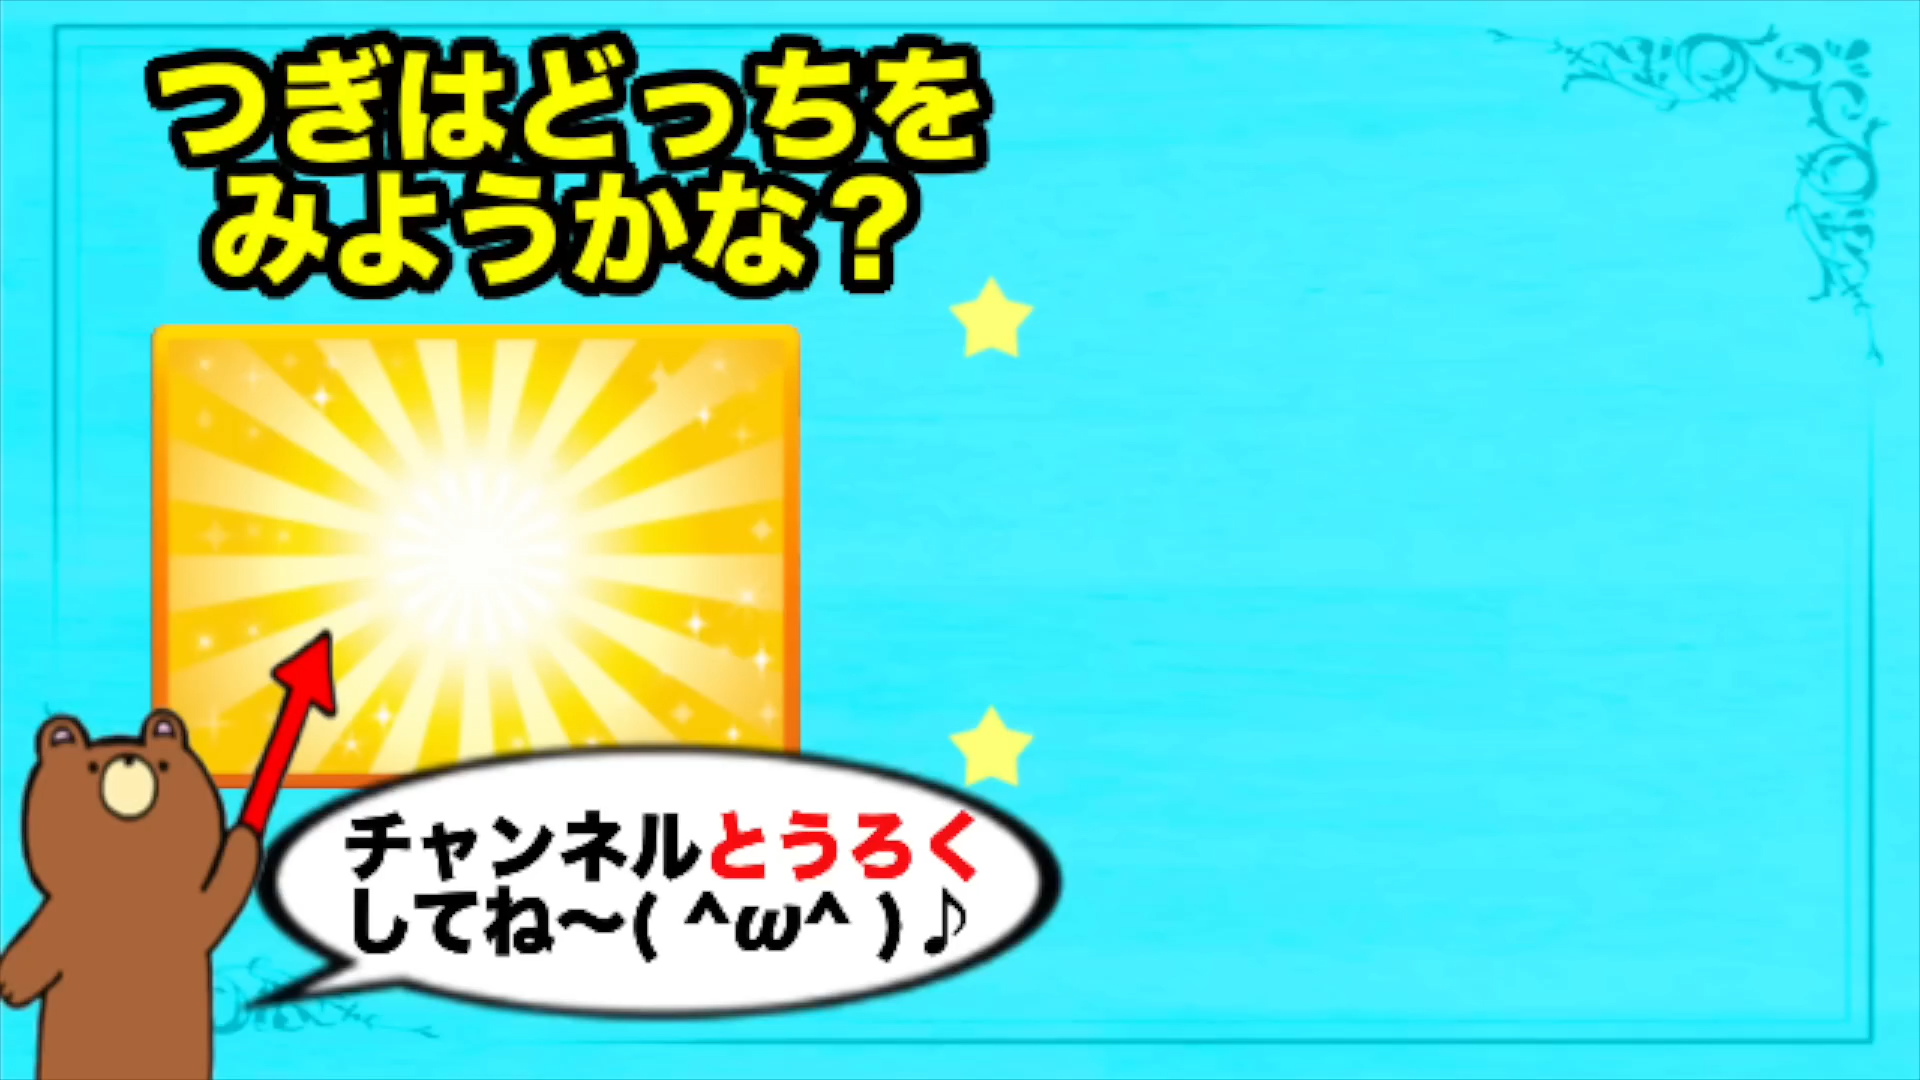 つぎはどっちを
みようかな？
チャンネルとうろく
してね〜( ^ω^ )♪